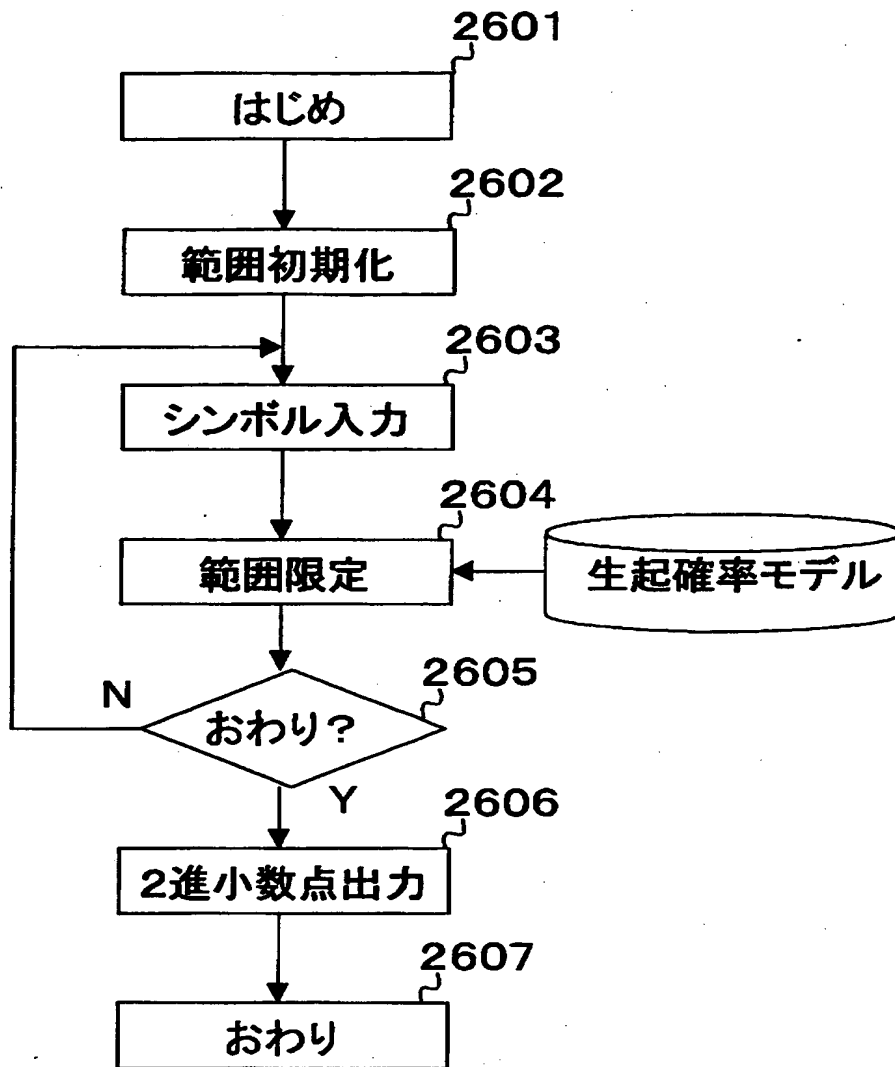 2601
はじめ
2602
範囲初期化
2603
シンボル入力
2604
範囲限定
生起確率モデル
2605
N
おわり？
Y
2606
2進小数点出力
2607
おわり